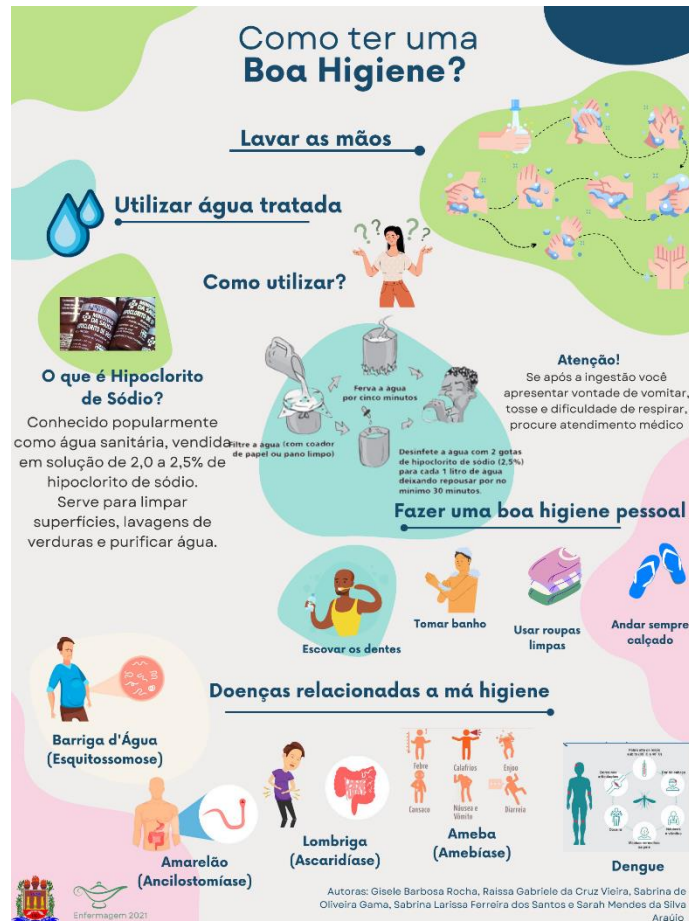 Como ter uma
Boa Higiene?
Lavar as mãos
Utilizar água tratada
Como utilizar?
O que é Hipoclorito
de Sódio?
Conhecido popularmente
como água sanitária, vendida
em solução de 2,0 a 2,5% de
hipoclorito de sódio.
Serve para limpar
superfícies, lavagens de
verduras e purificar água.
Ferva a água
por cinco minutos
Filtre a água (com coador
de papel ou pano limpo)
Desinfete a água com 2 gotas
de hipoclorito de sódio (2,5%)
para cada 1 litro de água
deixando repousar por no
mínimo 30 minutos.
Atenção!
Se após a ingestão você
apresentar vontade de vomitar,
tosse e dificuldade de respirar,
procure atendimento médico
Fazer uma boa higiene pessoal
Escovar os dentes
Tomar banho
Usar roupas
limpas
Andar sempre
calçado
Doenças relacionadas a má higiene
Barriga d'Água
(Esquitossomose)
Amarelão
(Ancilostomíase)
Lombriga
(Ascaridíase)
Febre
Calafrios
Enjoo
Cansaço
Náusea e
Vômito
Diarreia
Ameba
(Amebíase)
Dengue
Enfermagem 2021
Autoras: Gisele Barbosa Rocha, Raissa Gabriele da Cruz Vieira, Sabrina de
Oliveira Gama, Sabrina Larissa Ferreira dos Santos e Sarah Mendes da Silva
Araújo